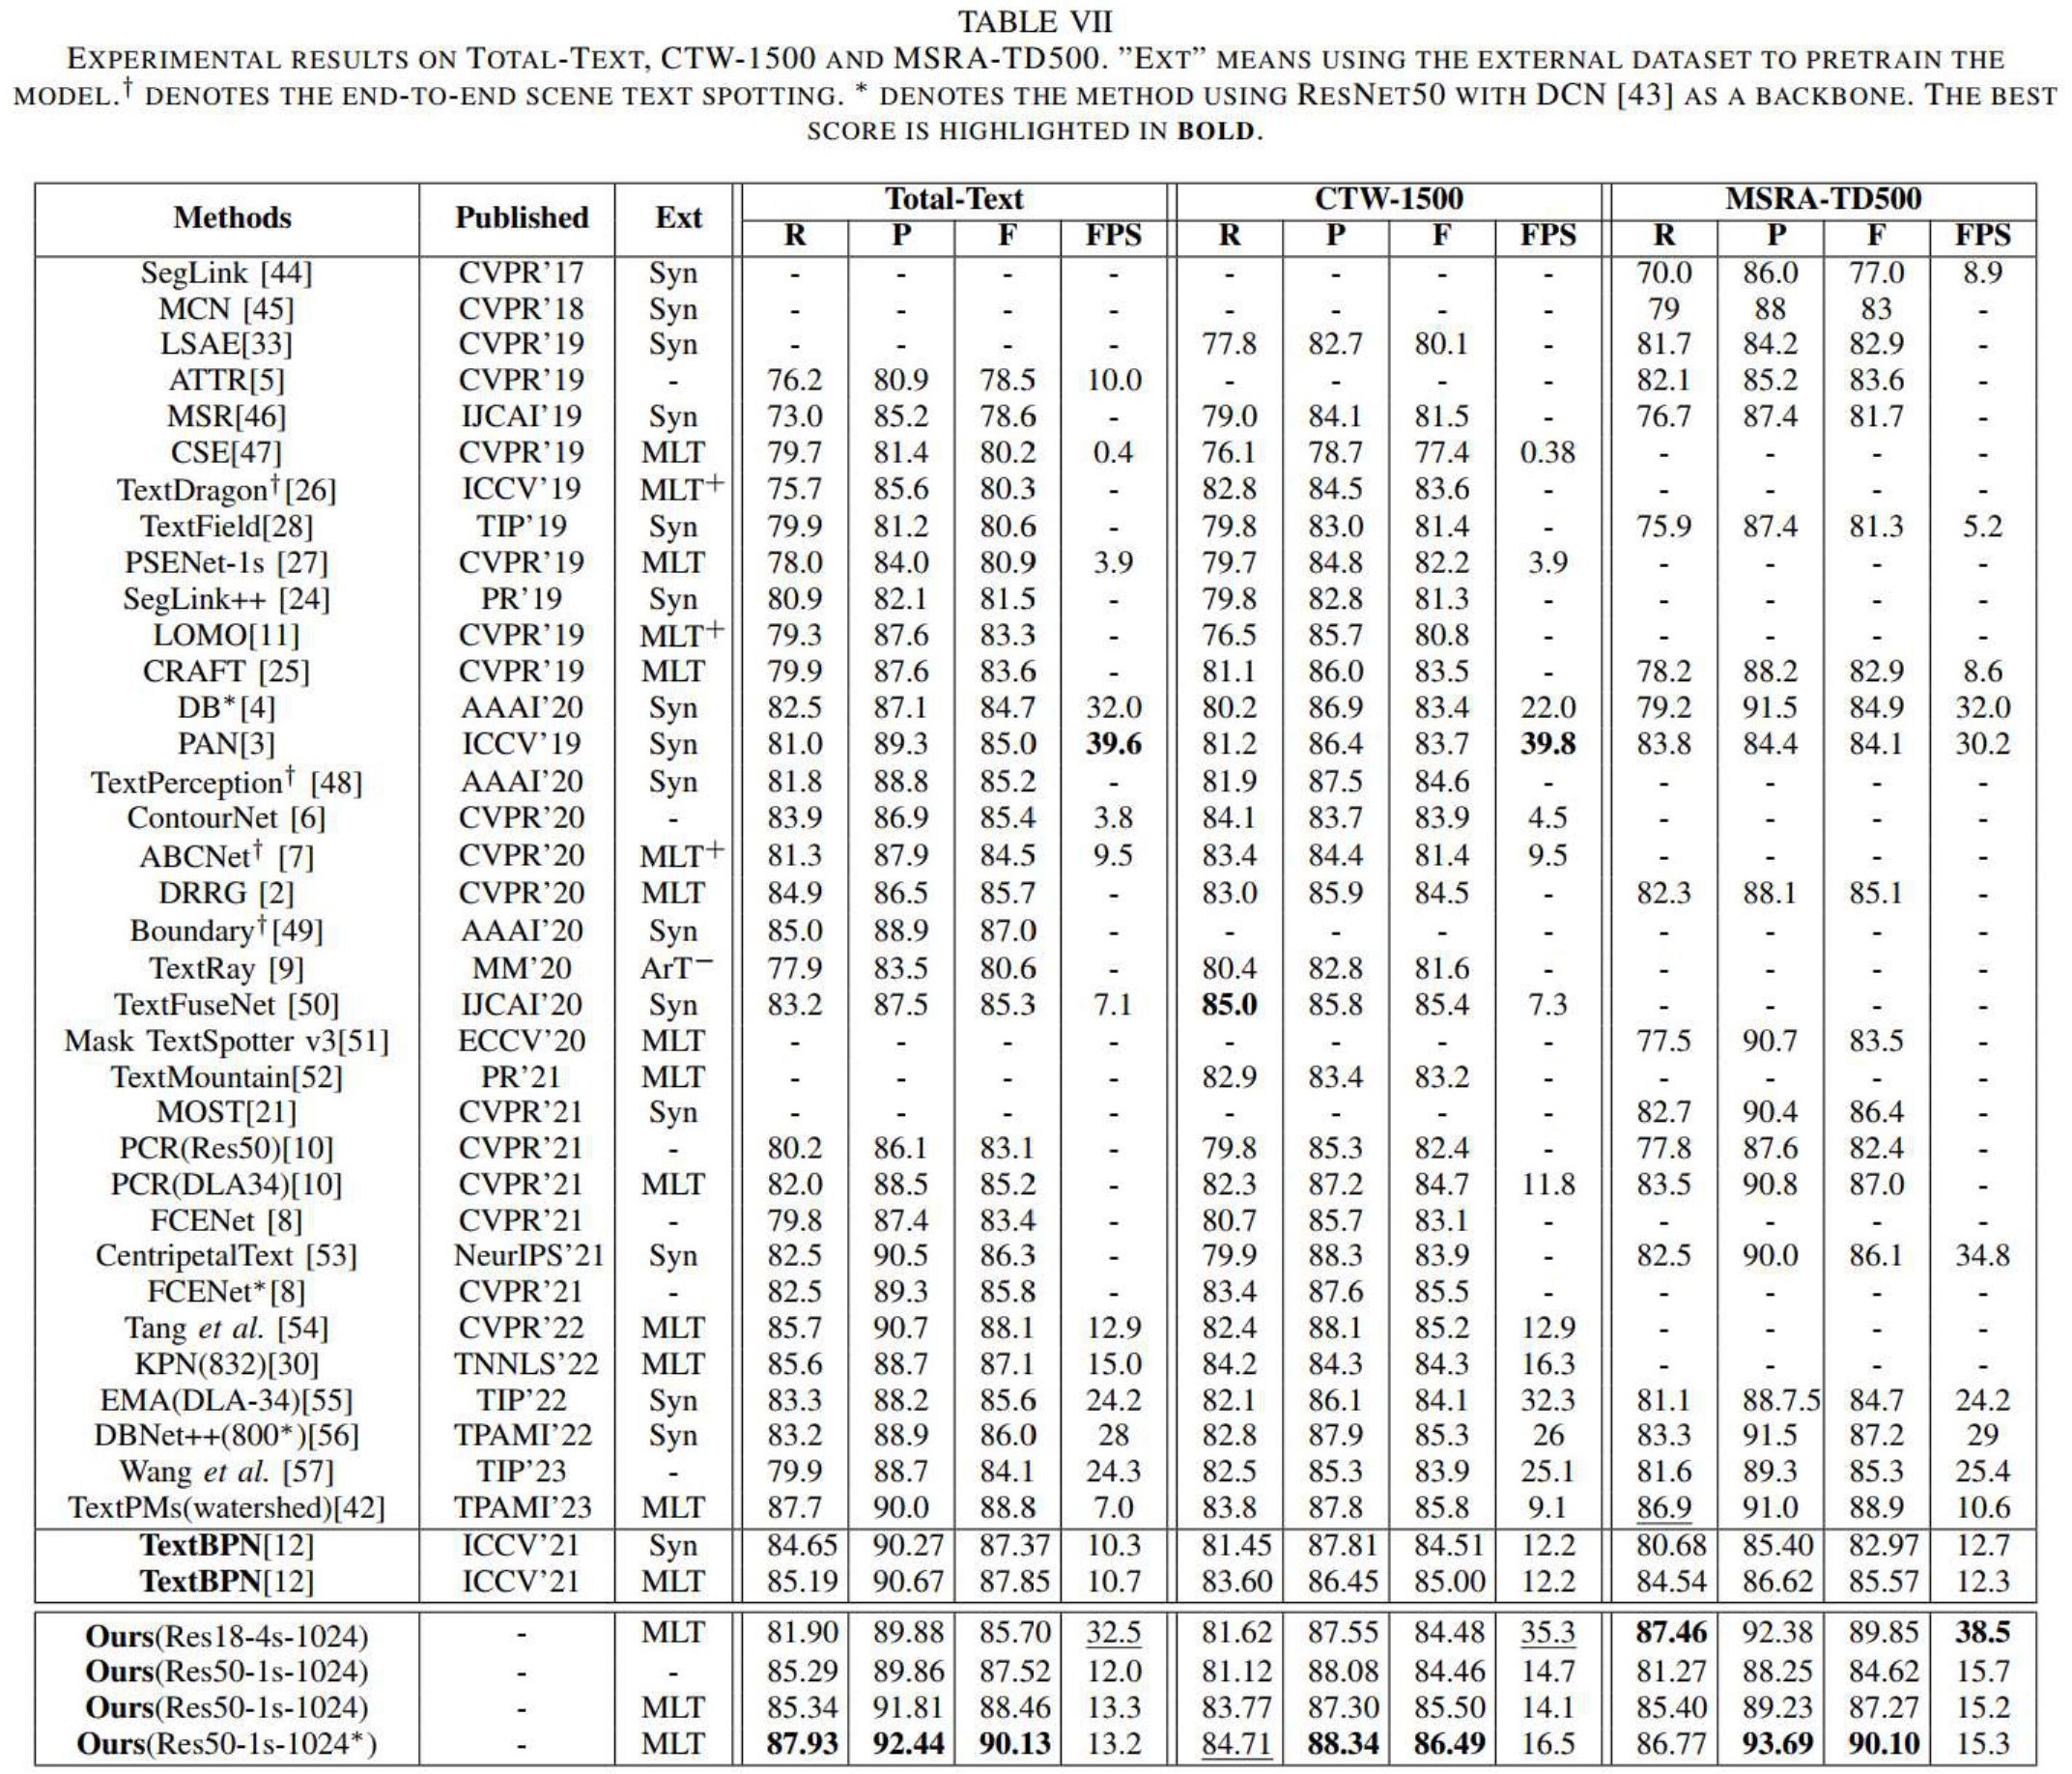 TABLE VII
EXPERIMENTAL RESULTS ON TOTAL-TEXT, CTW-1500 AND MSRA-TD500. ”EXT” MEANS USING THE EXTERNAL DATASET TO PRETRAIN THE
MODEL.† DENOTES THE END-TO-END SCENE TEXT SPOTTING. * DENOTES THE METHOD USING RESNET50 WITH DCN [43] AS A BACKBONE. THE BEST
SCORE IS HIGHLIGHTED IN BOLD.
Methods Published Ext Total-Text CTW-1500 MSRA-TD500
R P F FPS R P F FPS R P F FPS
SegLink [44] CVPR’17 Syn - - - - - - - - 70.0 86.0 77.0 8.9
MCN [45] CVPR’18 Syn - - - - - - - - 79 88 83 -
LSAE[33] CVPR’19 Syn - - - - 77.8 82.7 80.1 - 81.7 84.2 82.9 -
ATTR[5] CVPR’19 - 76.2 80.9 78.5 10.0 - - - - 82.1 85.2 83.6 -
MSR[46] IJCAI’19 Syn 73.0 85.2 78.6 - 79.0 84.1 81.5 - 76.7 87.4 81.7 -
CSE[47] CVPR’19 MLT 79.7 81.4 80.2 0.4 76.1 78.7 77.4 0.38 - - - -
TextDragon†[26] ICCV’19 MLT+ 75.7 85.6 80.3 - 82.8 84.5 83.6 - - - - -
TextField[28] TIP’19 Syn 79.9 81.2 80.6 - 79.8 83.0 81.4 - 75.9 87.4 81.3 5.2
PSENet-1s [27] CVPR’19 MLT 78.0 84.0 80.9 3.9 79.7 84.8 82.2 3.9 - - - -
SegLink++ [24] PR’19 Syn 80.9 82.1 81.5 - 79.8 82.8 81.3 - - - - -
LOMO[11] CVPR’19 MLT+ 79.3 87.6 83.3 - 76.5 85.7 80.8 - - - - -
CRAFT [25] CVPR’19 MLT 79.9 87.6 83.6 - 81.1 86.0 83.5 - 78.2 88.2 82.9 8.6
DB*[4] AAAI’20 Syn 82.5 87.1 84.7 32.0 80.2 86.9 83.4 22.0 79.2 91.5 84.9 32.0
PAN[3] ICCV’19 Syn 81.0 89.3 85.0 39.6 81.2 86.4 83.7 39.8 83.8 84.4 84.1 30.2
TextPerception† [48] AAAI’20 Syn 81.8 88.8 85.2 - 81.9 87.5 84.6 - - - - -
ContourNet [6] CVPR’20 - 83.9 86.9 85.4 3.8 84.1 83.7 83.9 4.5 - - - -
ABCNet† [7] CVPR’20 MLT+ 81.3 87.9 84.5 9.5 83.4 84.4 81.4 9.5 - - - -
DRRG [2] CVPR’20 MLT 84.9 86.5 85.7 - 83.0 85.9 84.5 - 82.3 88.1 85.1 -
Boundary†[49] AAAI’20 Syn 85.0 88.9 87.0 - - - - - - - - -
TextRay [9] MM’20 ArT− 77.9 83.5 80.6 - 80.4 82.8 81.6 - - - - -
TextFuseNet [50] IJCAI’20 Syn 83.2 87.5 85.3 7.1 85.0 85.8 85.4 7.3 - - - -
Mask TextSpotter v3[51] ECCV’20 MLT - - - - - - - - 77.5 90.7 83.5 -
TextMountain[52] PR’21 MLT - - - - 82.9 83.4 83.2 - - - - -
MOST[21] CVPR’21 Syn - - - - - - - - 82.7 90.4 86.4 -
PCR(Res50)[10] CVPR’21 - 80.2 86.1 83.1 - 79.8 85.3 82.4 - 77.8 87.6 82.4 -
PCR(DLA34)[10] CVPR’21 MLT 82.0 88.5 85.2 - 82.3 87.2 84.7 11.8 83.5 90.8 87.0 -
FCENet [8] CVPR’21 - 79.8 87.4 83.4 - 80.7 85.7 83.1 - - - - -
CentripetalText [53] NeurIPS’21 Syn 82.5 90.5 86.3 - 79.9 88.3 83.9 - 82.5 90.0 86.1 34.8
FCENet*[8] CVPR’21 - 82.5 89.3 85.8 - 83.4 87.6 85.5 - - - - -
Tang et al. [54] CVPR’22 MLT 85.7 90.7 88.1 12.9 82.4 88.1 85.2 12.9 - - - -
KPN(832)[30] TNNLS’22 MLT 85.6 88.7 87.1 15.0 84.2 84.3 84.3 16.3 - - - -
EMA(DLA-34)[55] TIP’22 Syn 83.3 88.2 85.6 24.2 82.1 86.1 84.1 32.3 81.1 88.7.5 84.7 24.2
DBNet++(800*)[56] TPAMI’22 Syn 83.2 88.9 86.0 28 82.8 87.9 85.3 26 83.3 91.5 87.2 29
Wang et al. [57] TIP’23 - 79.9 88.7 84.1 24.3 82.5 85.3 83.9 25.1 81.6 89.3 85.3 25.4
TextPMs(watershed)[42] TPAMI’23 MLT 87.7 90.0 88.8 7.0 83.8 87.8 85.8 9.1 86.9 91.0 88.9 10.6
TextBPN[12] ICCV’21 Syn 84.65 90.27 87.37 10.3 81.45 87.81 84.51 12.2 80.68 85.40 82.97 12.7
TextBPN[12] ICCV’21 MLT 85.19 90.67 87.85 10.7 83.60 86.45 85.00 12.2 84.54 86.62 85.57 12.3
Ours(Res18-4s-1024) - MLT 81.90 89.88 85.70 32.5 81.62 87.55 84.48 35.3 87.46 92.38 89.85 38.5
Ours(Res50-1s-1024) - - 85.29 89.86 87.52 12.0 81.12 88.08 84.46 14.7 81.27 88.25 84.62 15.7
Ours(Res50-1s-1024) - MLT 85.34 91.81 88.46 13.3 83.77 87.30 85.50 14.1 85.40 89.23 87.27 15.2
Ours(Res50-1s-1024*) - MLT 87.93 92.44 90.13 13.2 84.71 88.34 86.49 16.5 86.77 93.69 90.10 15.3